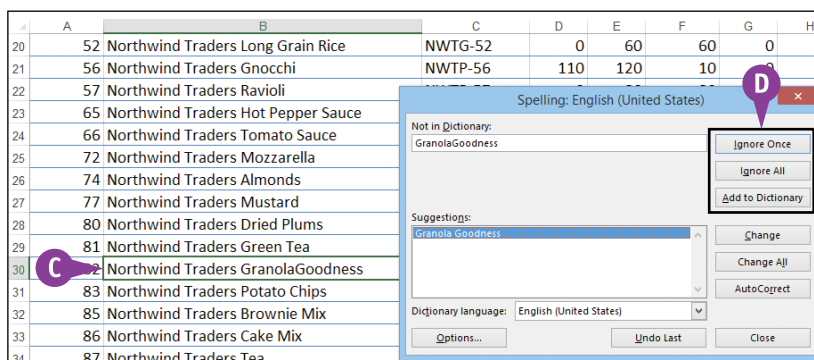 A B C D E F G H
20 52 Northwind Traders Long Grain Rice NWTG-52 0 60 60 0
21 56 Northwind Traders Gnocchi NWTP-56 110 120 10
22 57 Northwind Traders Ravioli
23 65 Northwind Traders Hot Pepper Sauce
24 66 Northwind Traders Tomato Sauce
25 72 Northwind Traders Mozzarella
26 74 Northwind Traders Almonds
27 77 Northwind Traders Mustard
28 80 Northwind Traders Dried Plums
29 81 Northwind Traders Green Tea
30 Northwind Traders GranolaGoodness
31 83 Northwind Traders Potato Chips
32 85 Northwind Traders Brownie Mix
33 86 Northwind Traders Cake Mix
34 87 Northwind Traders Tea
C
D
Spelling: English (United States)
Not in Dictionary:
GranolaGoodness
Ignore Once
Ignore All
Add to Dictionary
Suggestions:
Granola Goodness
Change
Change All
AutoCorrect
Dictionary language: English (United States)
Options... Undo Last Close